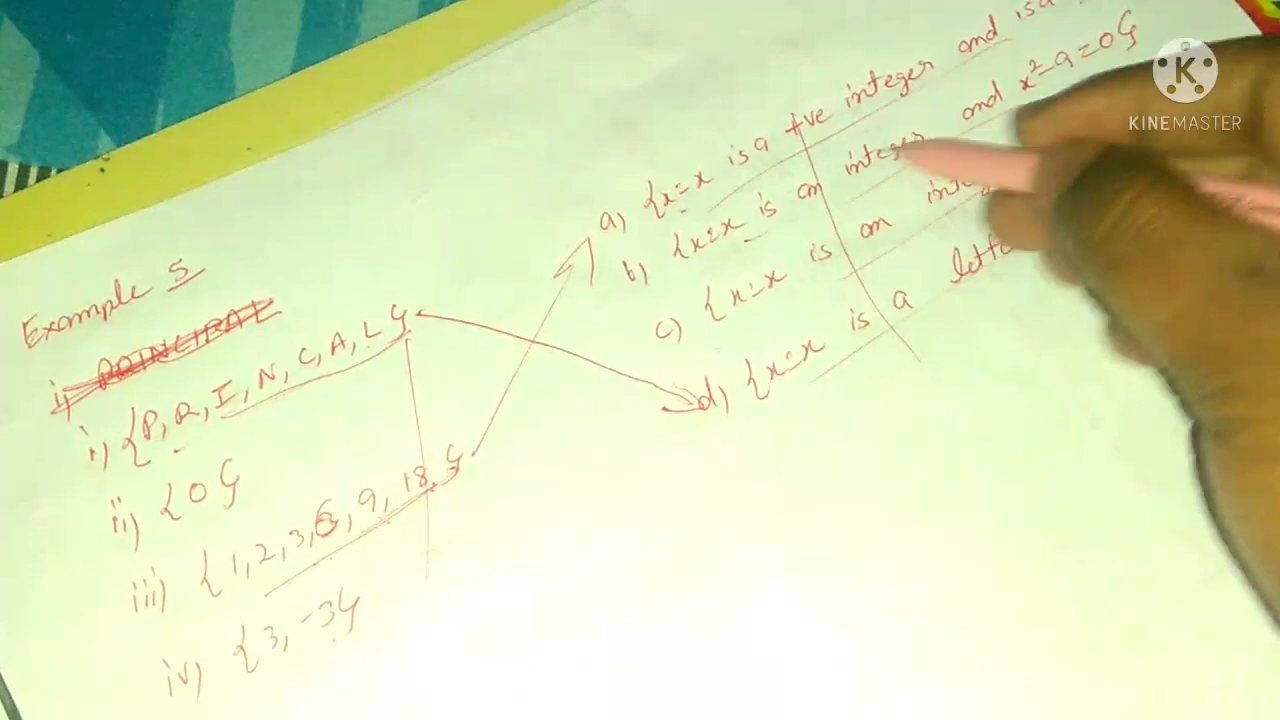 Example 5
i) PRINCIPAL
i) {P, R, I, N, C, A, L}
ii) {0}
iii) {1, 2, 3, 6, 9, 18}
iv) {3, -3}
a) {x = x is a +ve integer and is a
b) {x = x is an integer and x² - 9 = 0}
c) {x = x is an
d) {x = x is a
K
KINEMASTER